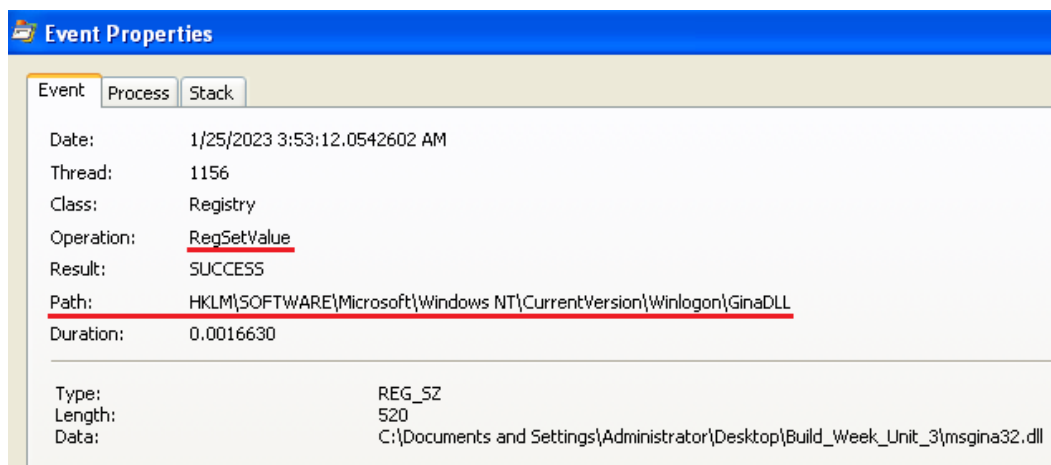 Event Properties
Event Process Stack
Date: 1/25/2023 3:53:12.0542602 AM
Thread: 1156
Class: Registry
Operation: RegSetValue
Result: SUCCESS
Path: HKLM\SOFTWARE\Microsoft\Windows NT\CurrentVersion\Winlogon\GinaDLL
Duration: 0.0016630
Type: REG_SZ
Length: 520
Data: C:\Documents and Settings\Administrator\Desktop\Build_Week_Unit_3\msgina32.dll